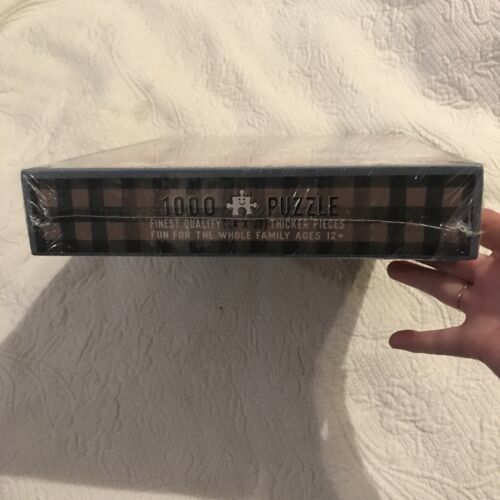 1000 PUZZLE
FINEST QUALITY THICKER PIECES
FUN FOR THE WHOLE FAMILY AGES 12+